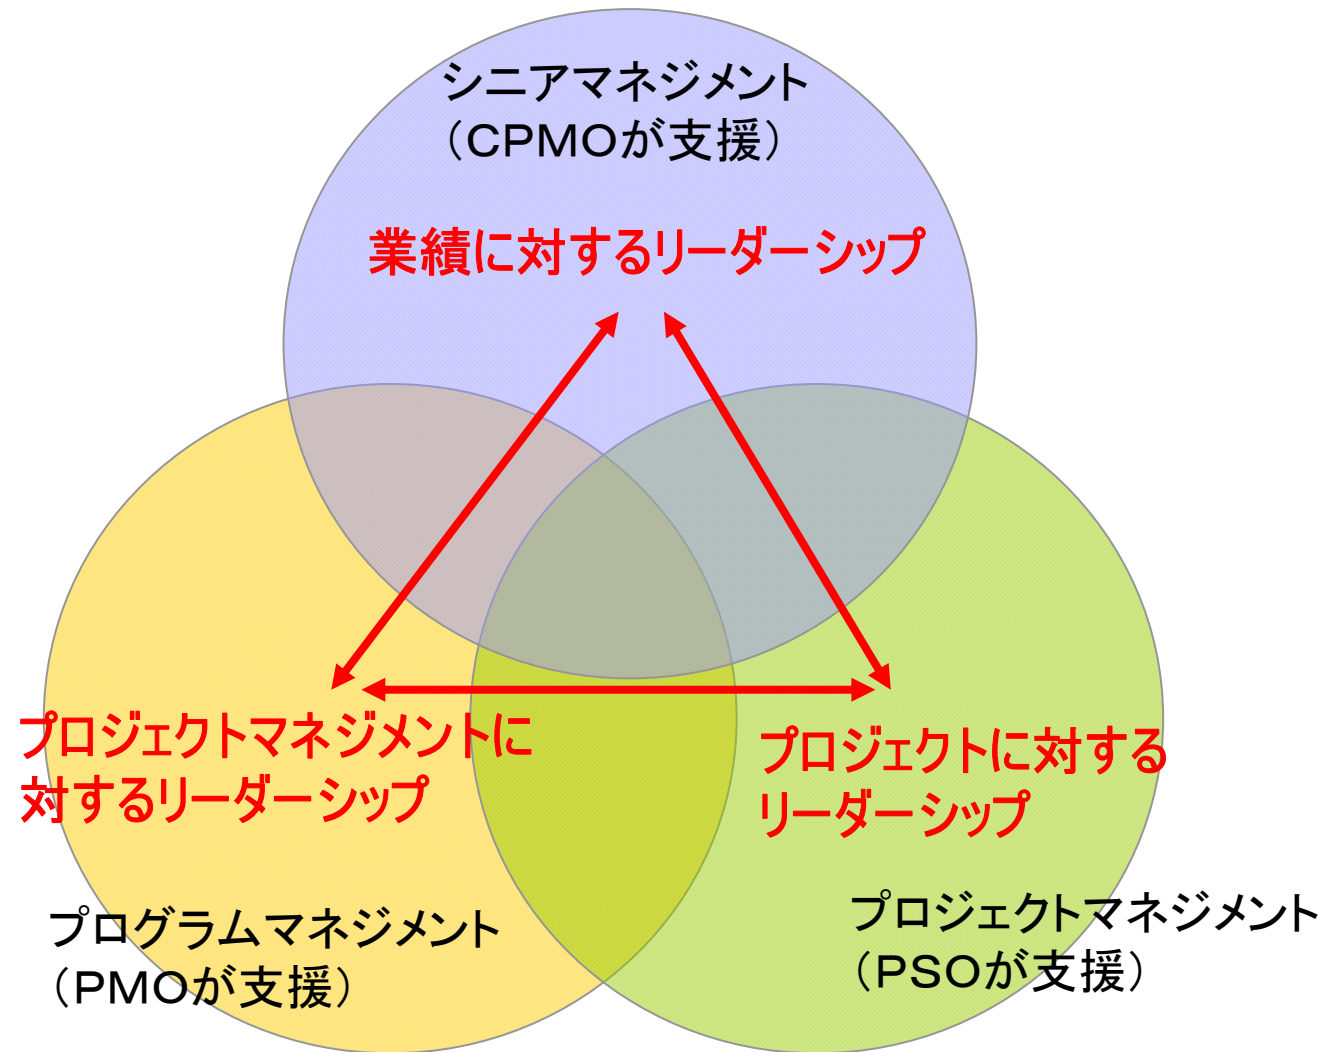 シニアマネジメント
（ＣＰＭＯが支援）
業績に対するリーダーシップ
プロジェクトマネジメントに
対するリーダーシップ
プロジェクトに対する
リーダーシップ
プログラムマネジメント
（ＰＭＯが支援）
プロジェクトマネジメント
（ＰＳＯが支援）